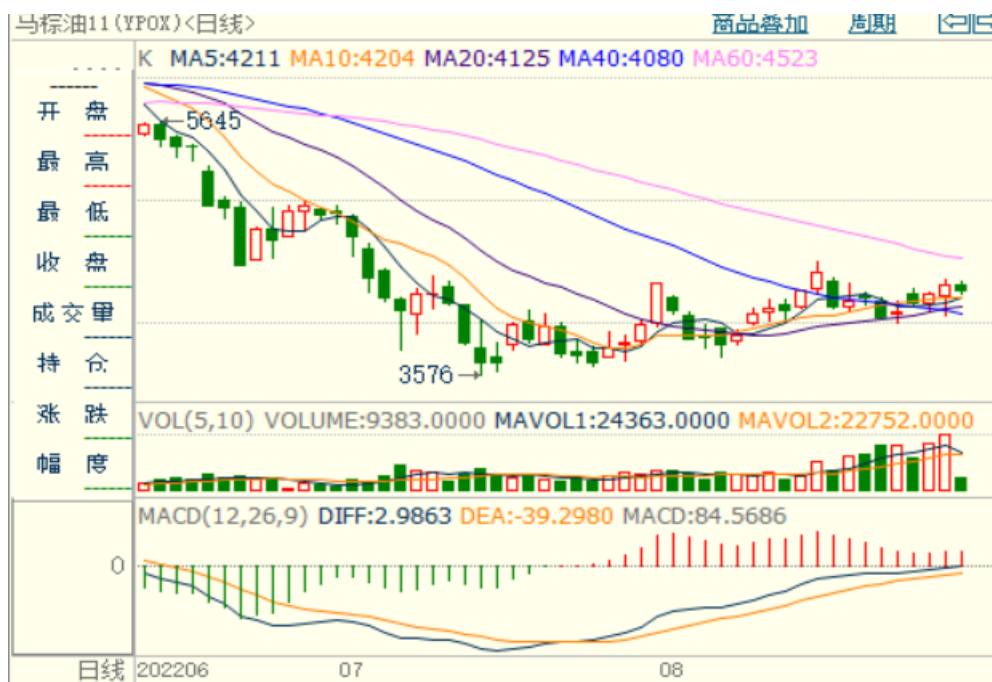 马棕油11(YPOX)<日线> 商品叠加 周期
K MA5:4211 MA10:4204 MA20:4125 MA40:4080 MA60:4523
开 盘
最 高
最 低
收 盘
成交量
持 仓
涨 跌
幅 度
←5645
3576→
VOL(5,10) VOLUME:9383.0000 MAVOL1:24363.0000 MAVOL2:22752.0000
MACD(12,26,9) DIFF:2.9863 DEA:-39.2980 MACD:84.5686
0
日线 202206 07 08